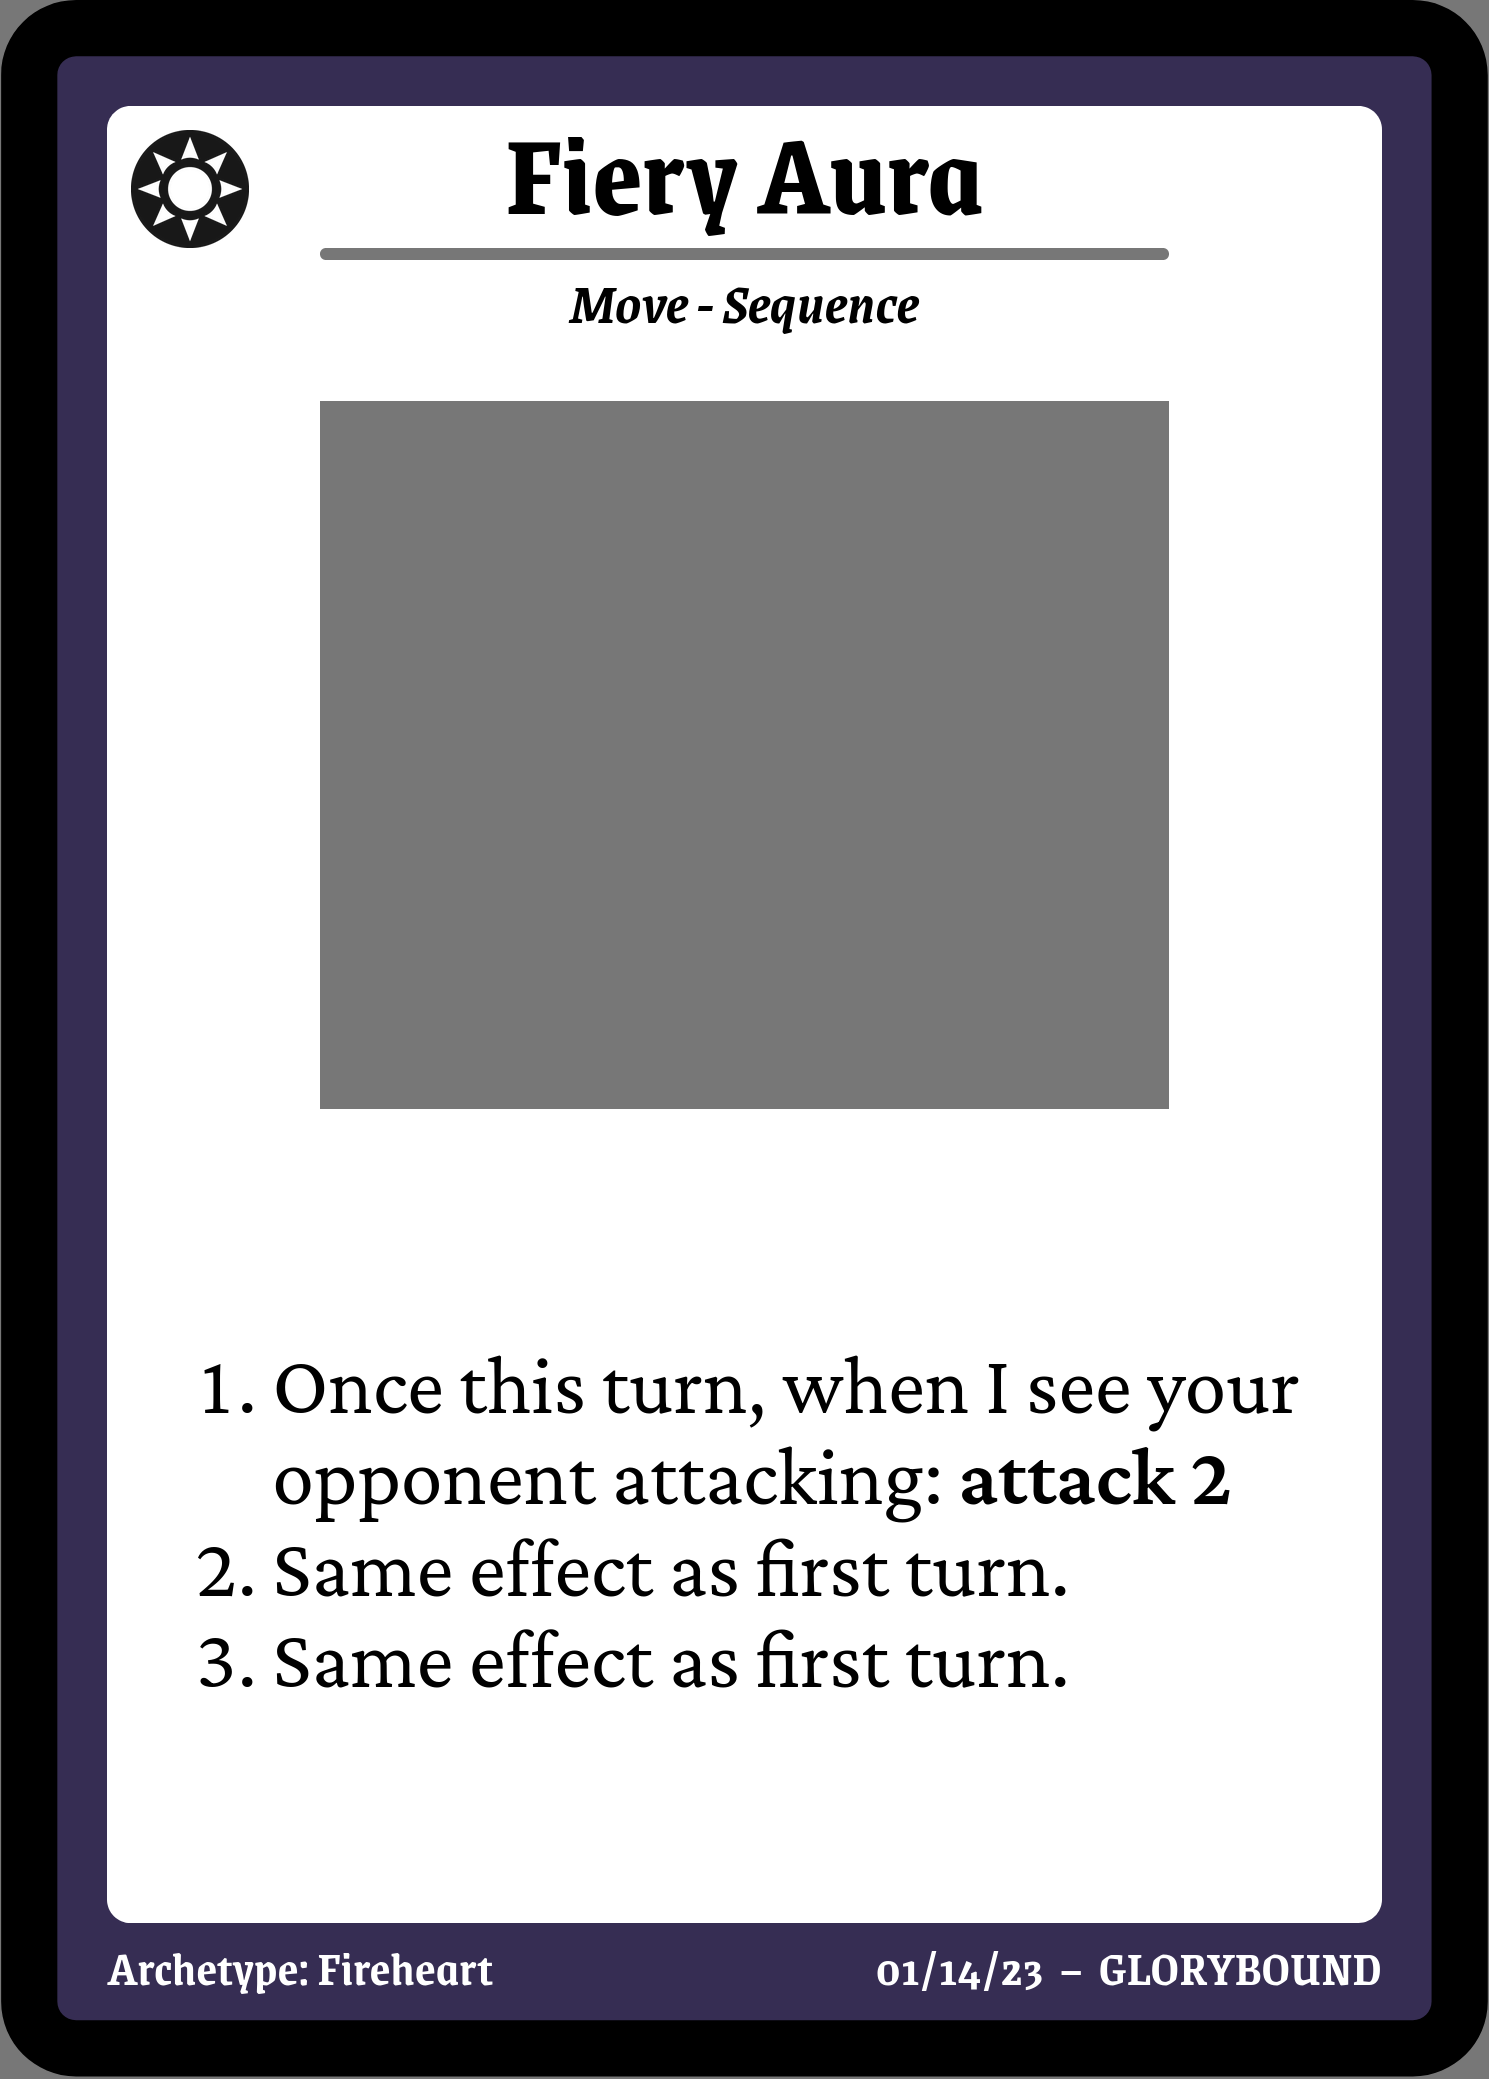 Fiery Aura
Move - Sequence
1. Once this turn, when I see your
opponent attacking: attack 2
2. Same effect as first turn.
3. Same effect as first turn.
Archetype: Fireheart
01/14/23 – GLORYBOUND